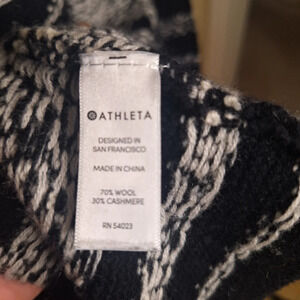 ATHLETA
DESIGNED IN
SAN FRANCISCO
MADE IN CHINA
70% WOOL
30% CASHMERE
RN 54023